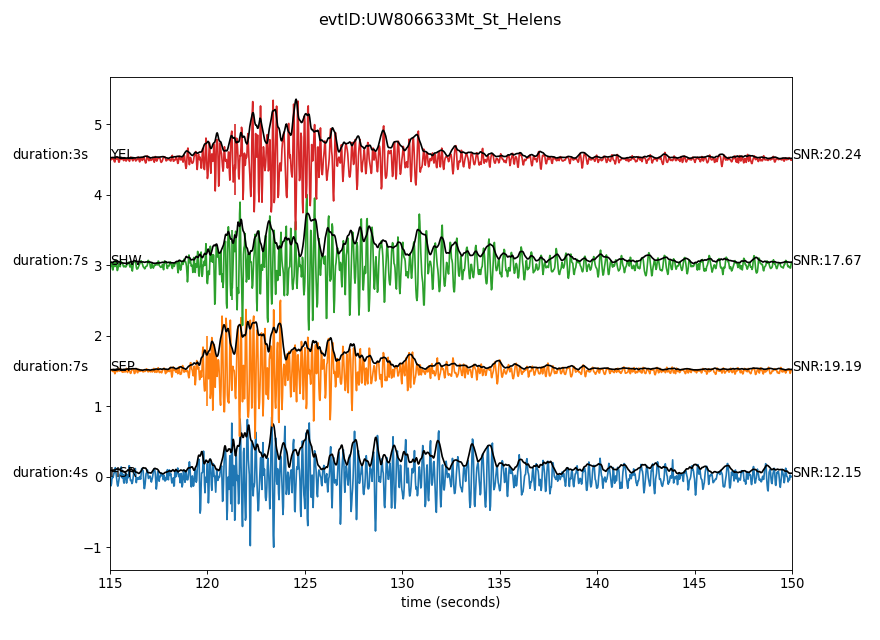 evtID:UW806633Mt_St_Helens
5
duration:3s YEL SNR:20.24
4
duration:7s SHW SNR:17.67
3
2
duration:7s SEP SNR:19.19
1
duration:4s HSR SNR:12.15
0
−1
115 120 125 130 135 140 145 150
time (seconds)